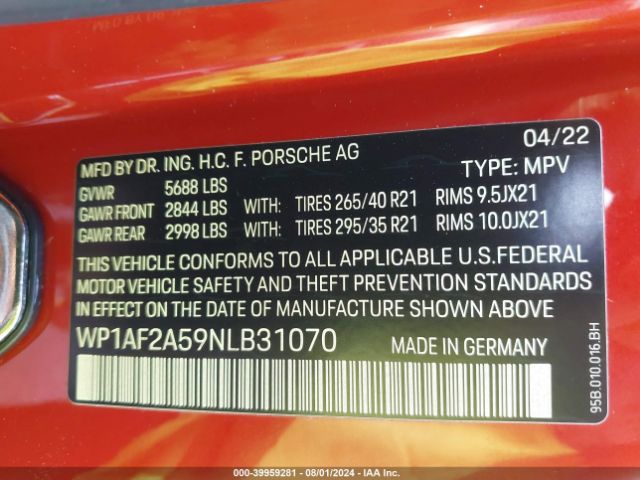 04/22
MFD BY DR. ING. H.C. F. PORSCHE AG
TYPE: MPV
GVWR 5688 LBS
GAWR FRONT 2844 LBS WITH: TIRES 265/40 R21 RIMS 9.5JX21
GAWR REAR 2998 LBS WITH: TIRES 295/35 R21 RIMS 10.0JX21
THIS VEHICLE CONFORMS TO ALL APPLICABLE U.S.FEDERAL
MOTOR VEHICLE SAFETY AND THEFT PREVENTION STANDARDS
IN EFFECT ON THE DATE OF MANUFACTURE SHOWN ABOVE
WP1AF2A59NLB31070 MADE IN GERMANY
95B.010.016.BH
000-39959281 - 08/01/2024 - IAA Inc.